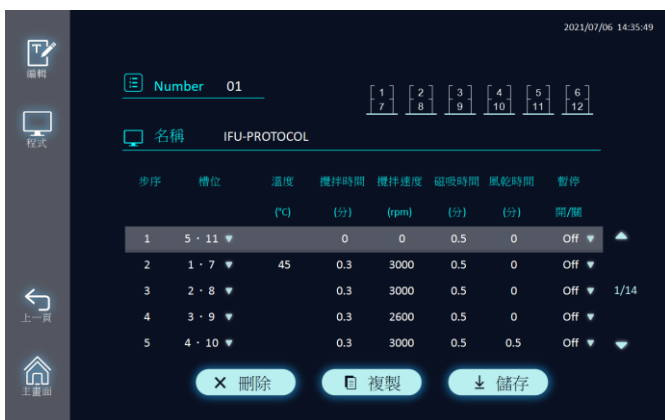 2021/07/06 14:35:49
T
編輯
程式
上一頁
主畫面
Number 01
1 2 3 4 5 6
7 8 9 10 11 12
名稱 IFU-PROTOCOL
步序 槽位 溫度 攪拌時間 攪拌速度 磁吸時間 風乾時間 暫停
(°C) (分) (rpm) (分) (分) 開/關
1 5・11 ▼ 0 0 0.5 0 Off ▼
2 1・7 ▼ 45 0.3 3000 0.5 0 Off ▼
3 2・8 ▼ 0.3 3000 0.5 0 Off ▼
4 3・9 ▼ 0.3 2600 0.5 0 Off ▼
5 4・10 ▼ 0.3 3000 0.5 0.5 Off ▼
1/14
刪除 複製 儲存